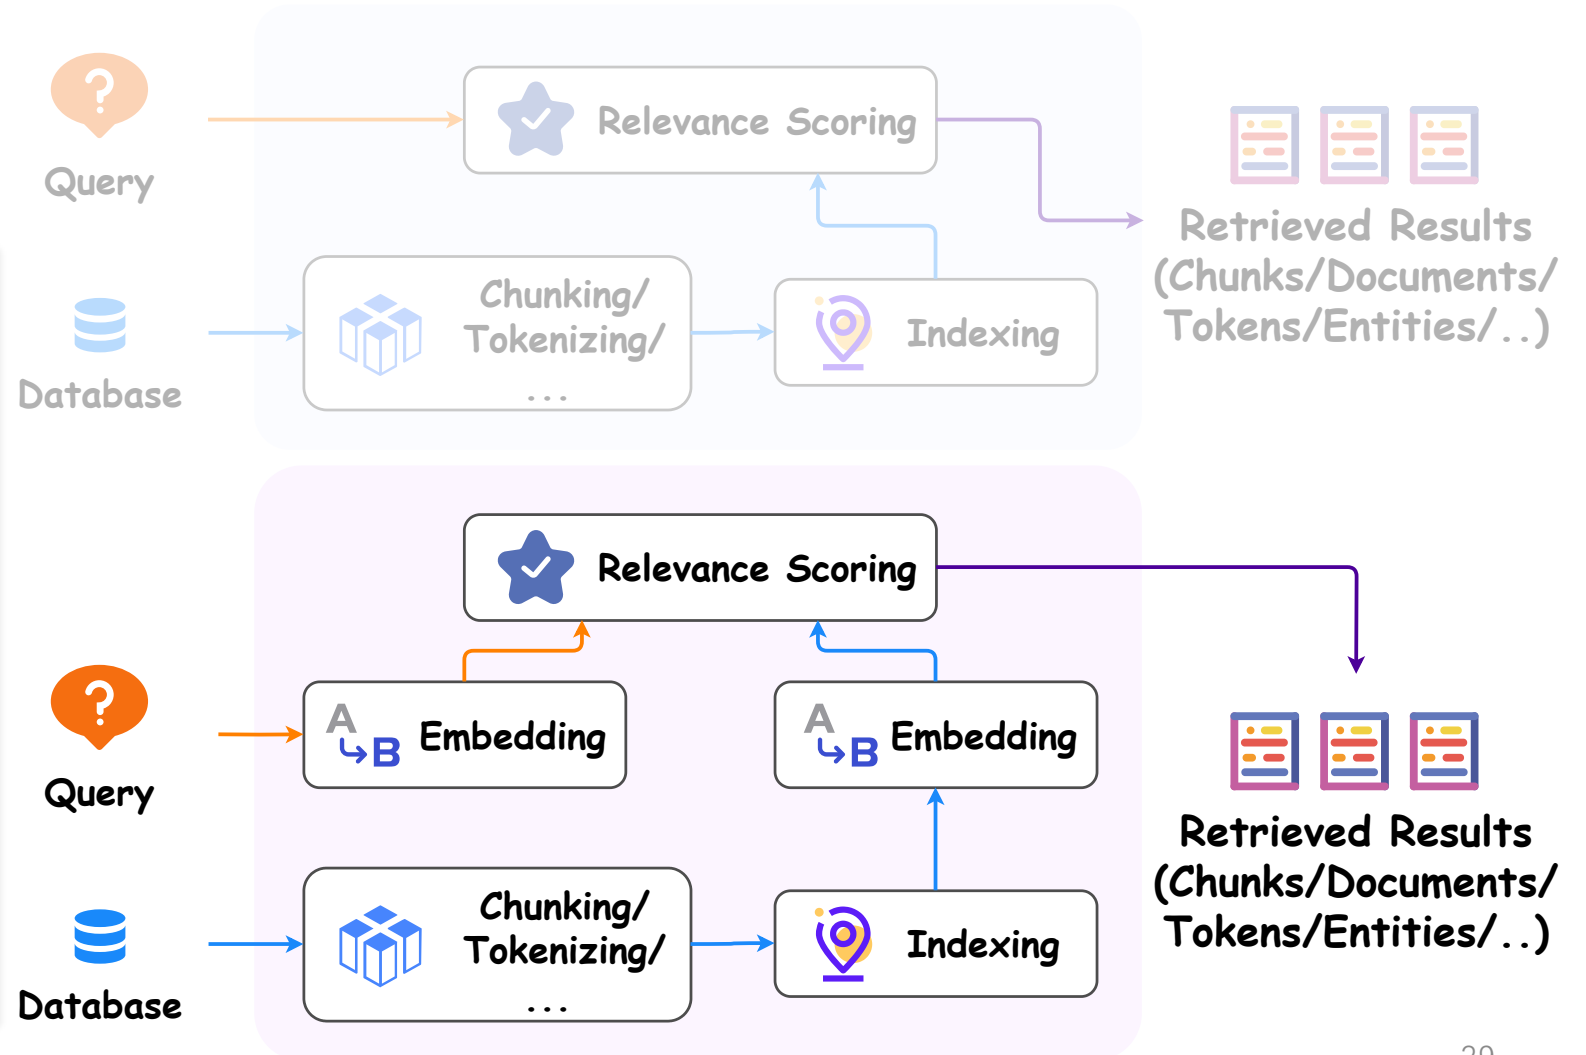 Relevance Scoring
Query
Retrieved Results
(Chunks/Documents/
Tokens/Entities/..)
Chunking/
Tokenizing/
...
Indexing
Database
Relevance Scoring
A
B
Embedding
A
B
Embedding
Query
Retrieved Results
(Chunks/Documents/
Tokens/Entities/..)
Chunking/
Tokenizing/
...
Indexing
Database